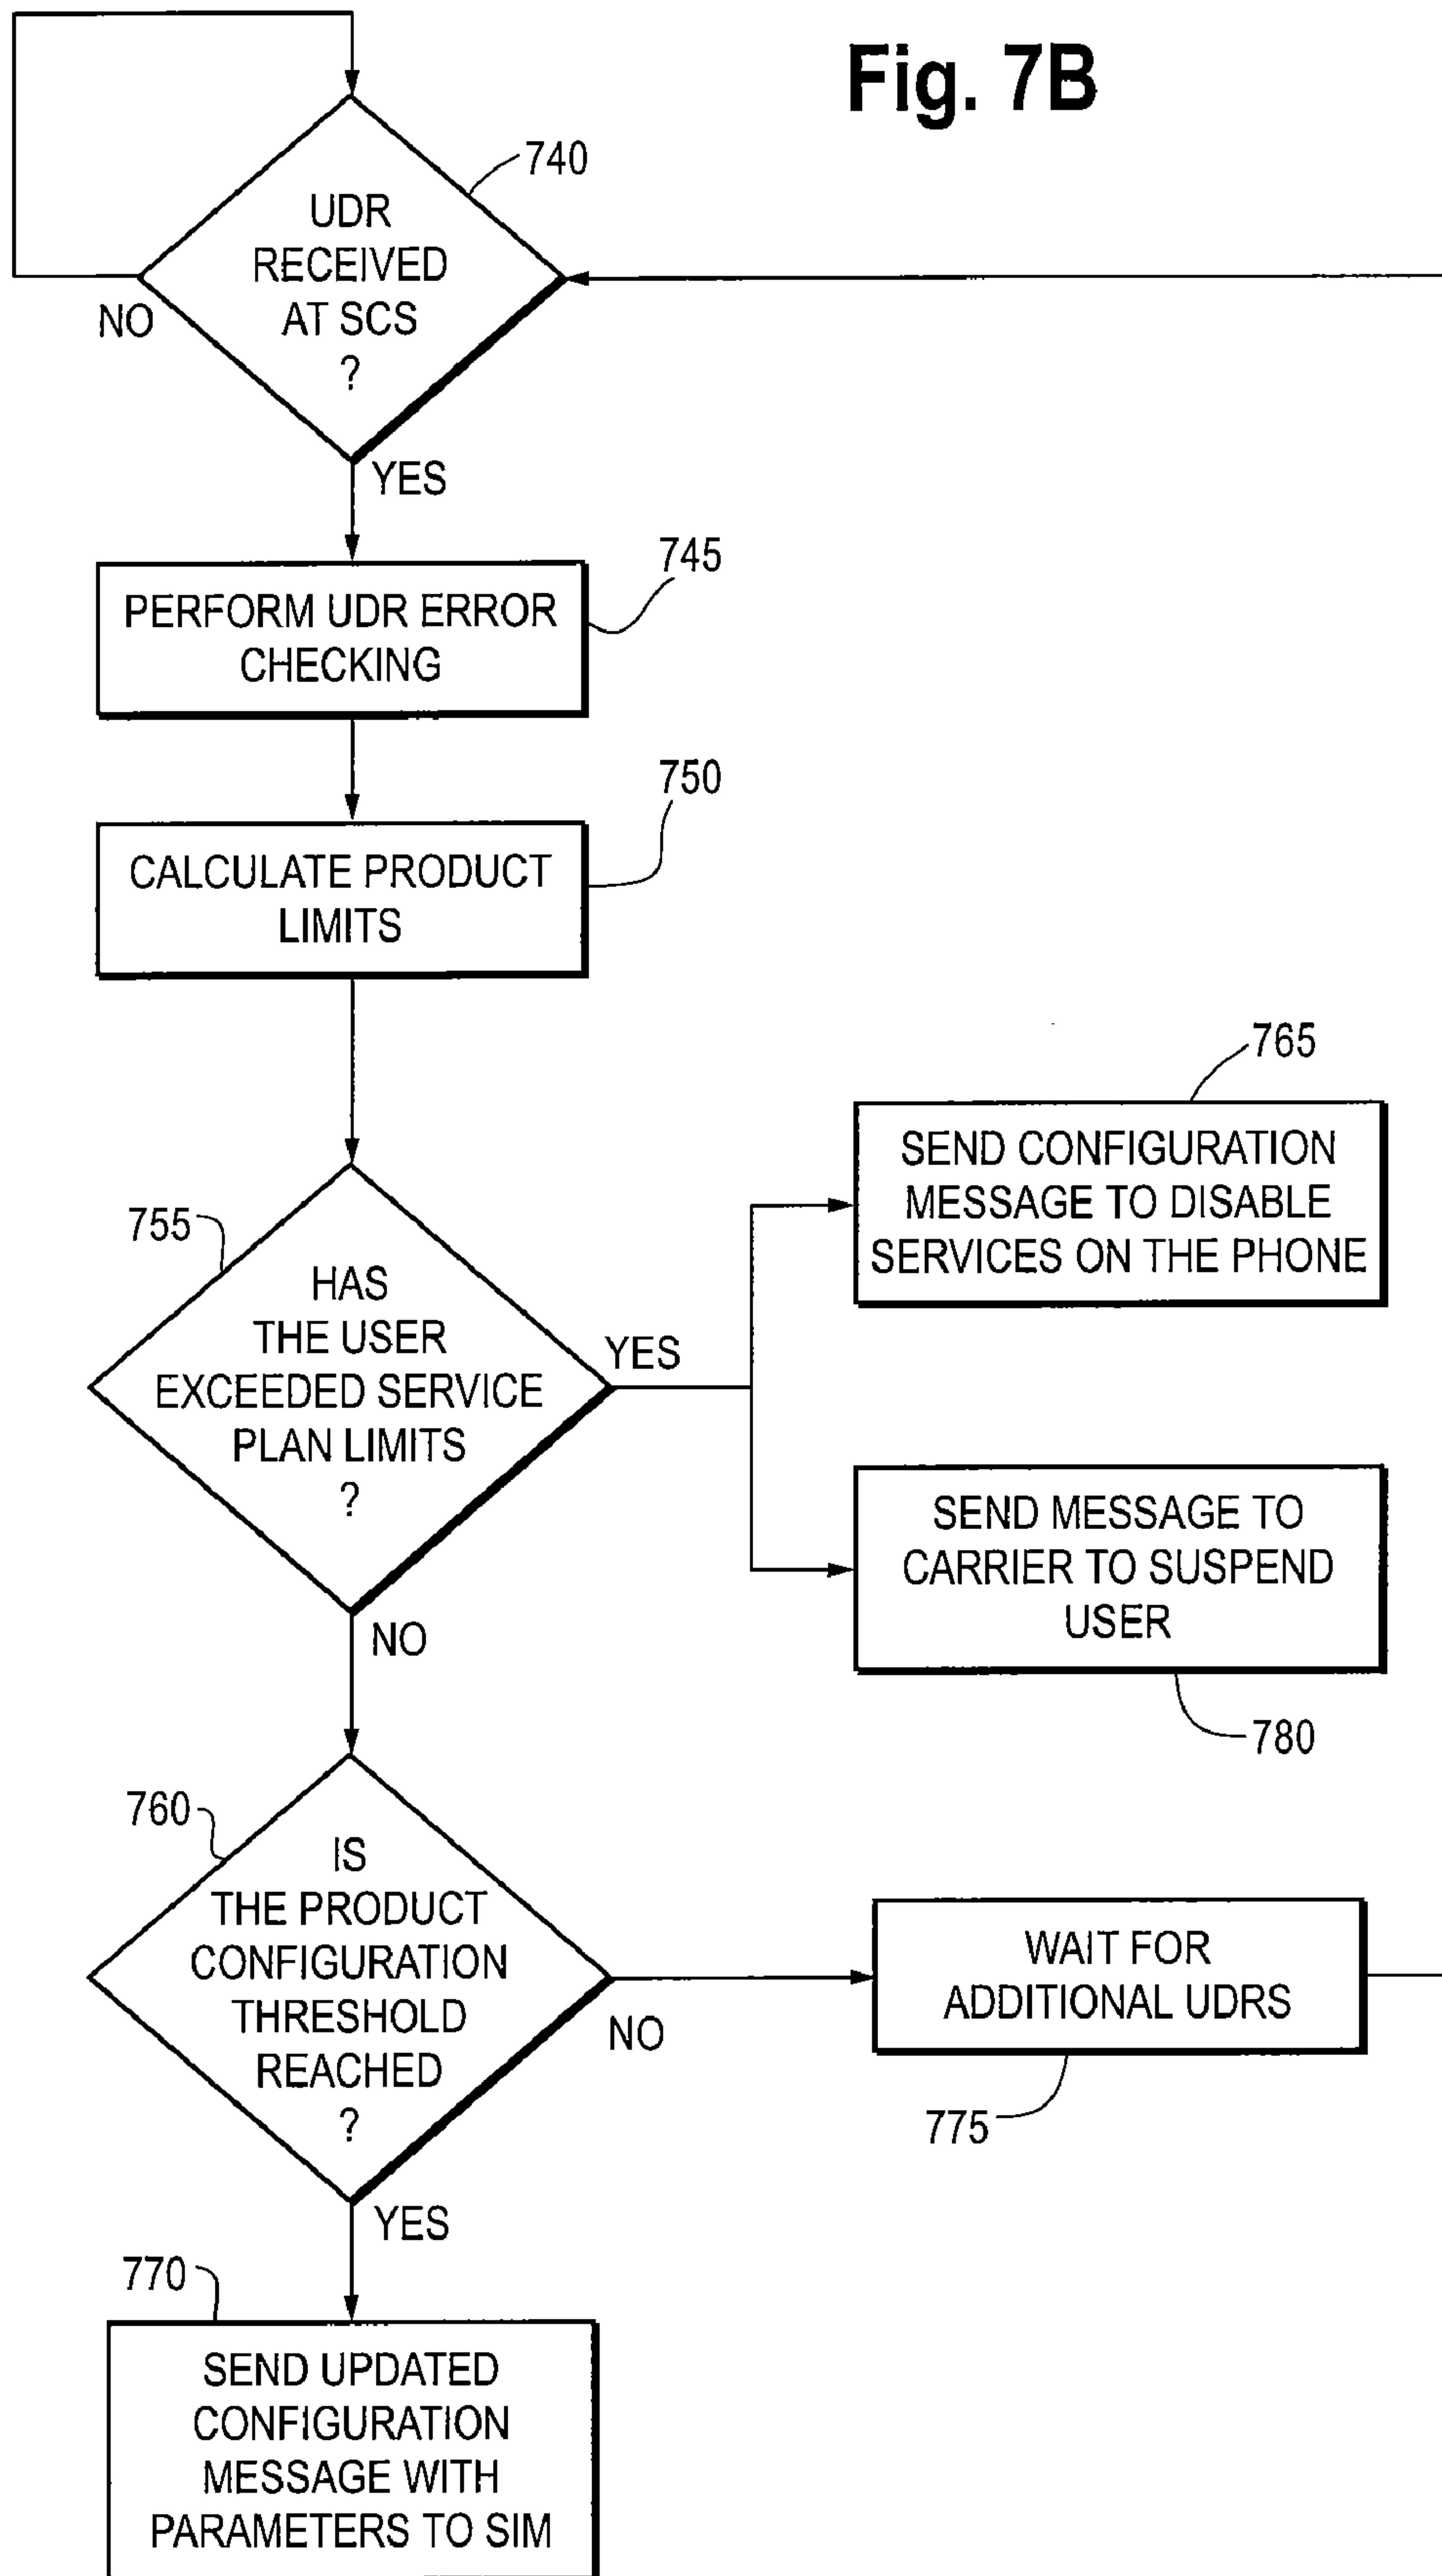 Fig. 7B
740
UDR
RECEIVED
AT SCS
?
NO
YES
745
PERFORM UDR ERROR
CHECKING
750
CALCULATE PRODUCT
LIMITS
765
SEND CONFIGURATION
MESSAGE TO DISABLE
SERVICES ON THE PHONE
755
HAS
THE USER
EXCEEDED SERVICE
PLAN LIMITS
?
YES
NO
SEND MESSAGE TO
CARRIER TO SUSPEND
USER
780
760
IS
THE PRODUCT
CONFIGURATION
THRESHOLD
REACHED
?
NO
YES
WAIT FOR
ADDITIONAL UDRS
775
770
SEND UPDATED
CONFIGURATION
MESSAGE WITH
PARAMETERS TO SIM